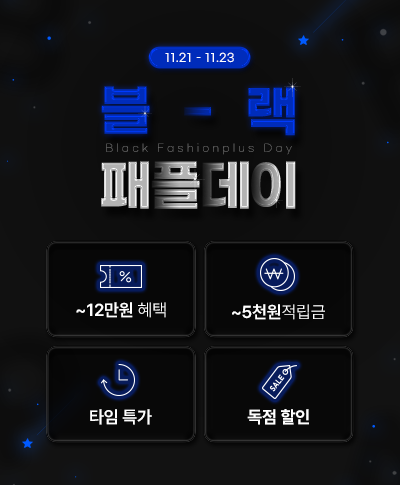 11.21 - 11.23
블 - 랙
Black Fashionplus Day
패플데이
%
₩
~12만원 혜택
~5천원적립금
SALE
타임 특가
독점 할인